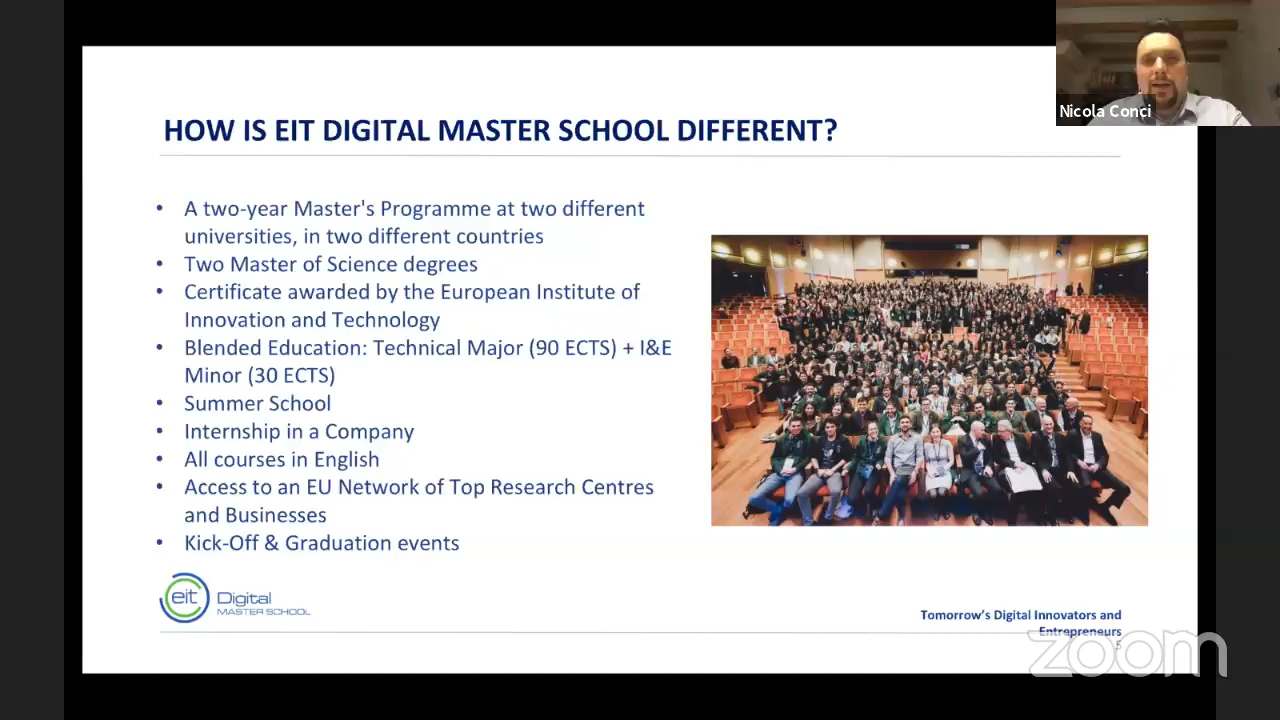 Nicola Conci
HOW IS EIT DIGITAL MASTER SCHOOL DIFFERENT?
• A two-year Master's Programme at two different
universities, in two different countries
• Two Master of Science degrees
• Certificate awarded by the European Institute of
Innovation and Technology
• Blended Education: Technical Major (90 ECTS) + I&E
Minor (30 ECTS)
• Summer School
• Internship in a Company
• All courses in English
• Access to an EU Network of Top Research Centres
and Businesses
• Kick-Off & Graduation events
eit Digital
MASTER SCHOOL
Tomorrow's Digital Innovators and
Entrepreneurs
5
zoom